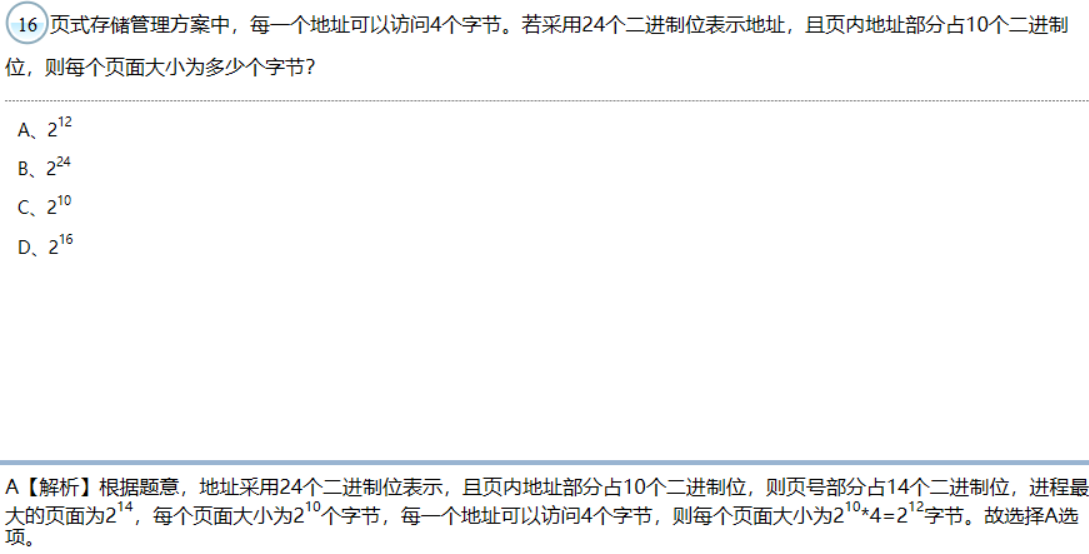 16 页式存储管理方案中，每一个地址可以访问4个字节。若采用24个二进制位表示地址，且页内地址部分占10个二进制
位，则每个页面大小为多少个字节？
A、2^12
B、2^24
C、2^10
D、2^16
A【解析】根据题意，地址采用24个二进制位表示，且页内地址部分占10个二进制位，则页号部分占14个二进制位，进程最
大的页面为2^14，每个页面大小为2^10个字节，每一个地址可以访问4个字节，则每个页面大小为2^10*4=2^12字节。故选择A选
项。